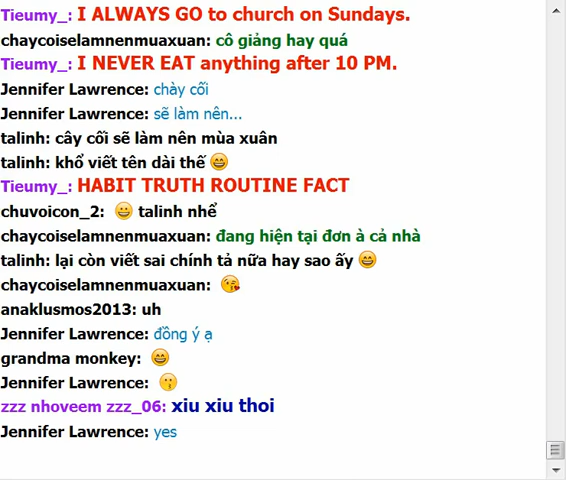 Tieumy_: I ALWAYS GO to church on Sundays.
chaycoiselamnenmuaxuan: cô giảng hay quá
Tieumy_: I NEVER EAT anything after 10 PM.
Jennifer Lawrence: chày cối
Jennifer Lawrence: sẽ làm nên...
talinh: cây cối sẽ làm nên mùa xuân
talinh: khổ viết tên dài thế 😄
Tieumy_: HABIT TRUTH ROUTINE FACT
chuvoicon_2: 😀 talinh nhể
chaycoiselamnenmuaxuan: đang hiện tại đơn à cả nhà
talinh: lại còn viết sai chính tả nữa hay sao ấy 😄
chaycoiselamnenmuaxuan: 😘
anaklusmos2013: uh
Jennifer Lawrence: đồng ý ạ
grandma monkey: 😄
Jennifer Lawrence: 😗
zzz nhoveem zzz_06: xiu xiu thoi
Jennifer Lawrence: yes